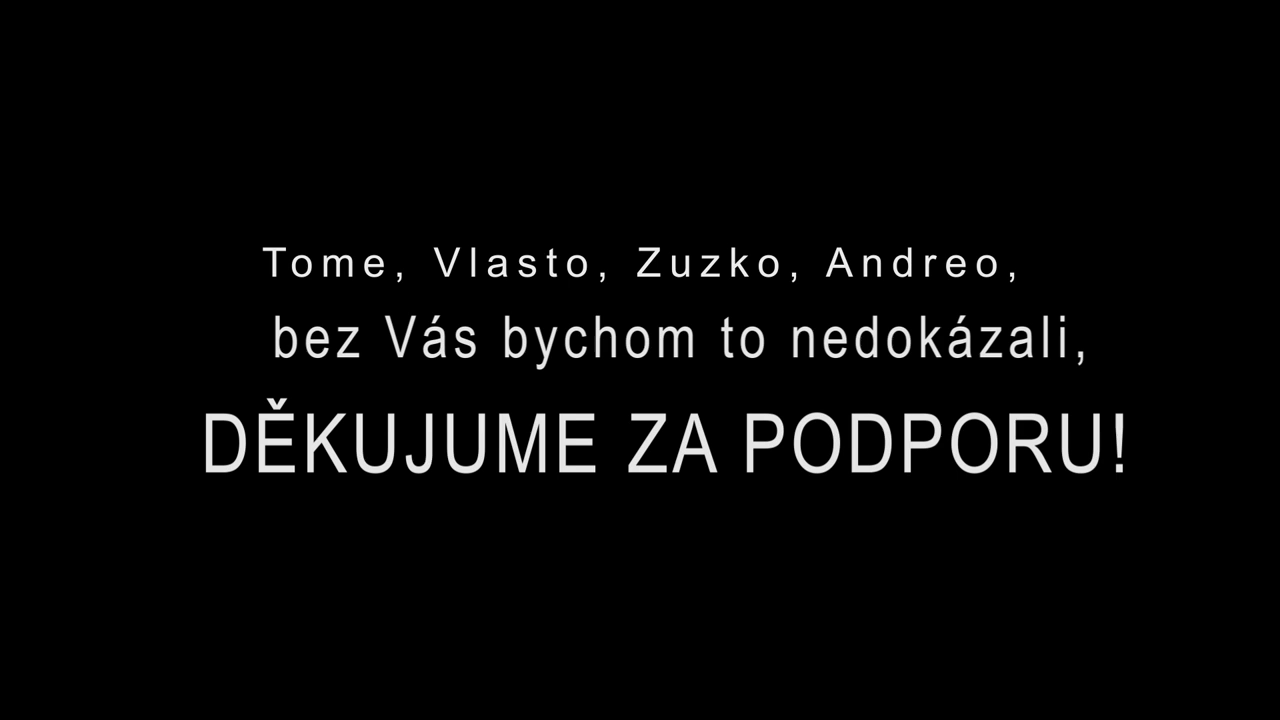 Tome, Vlasto, Zuzko, Andreo,
bez Vás bychom to nedokázali,
DĚKUJUME ZA PODPORU!